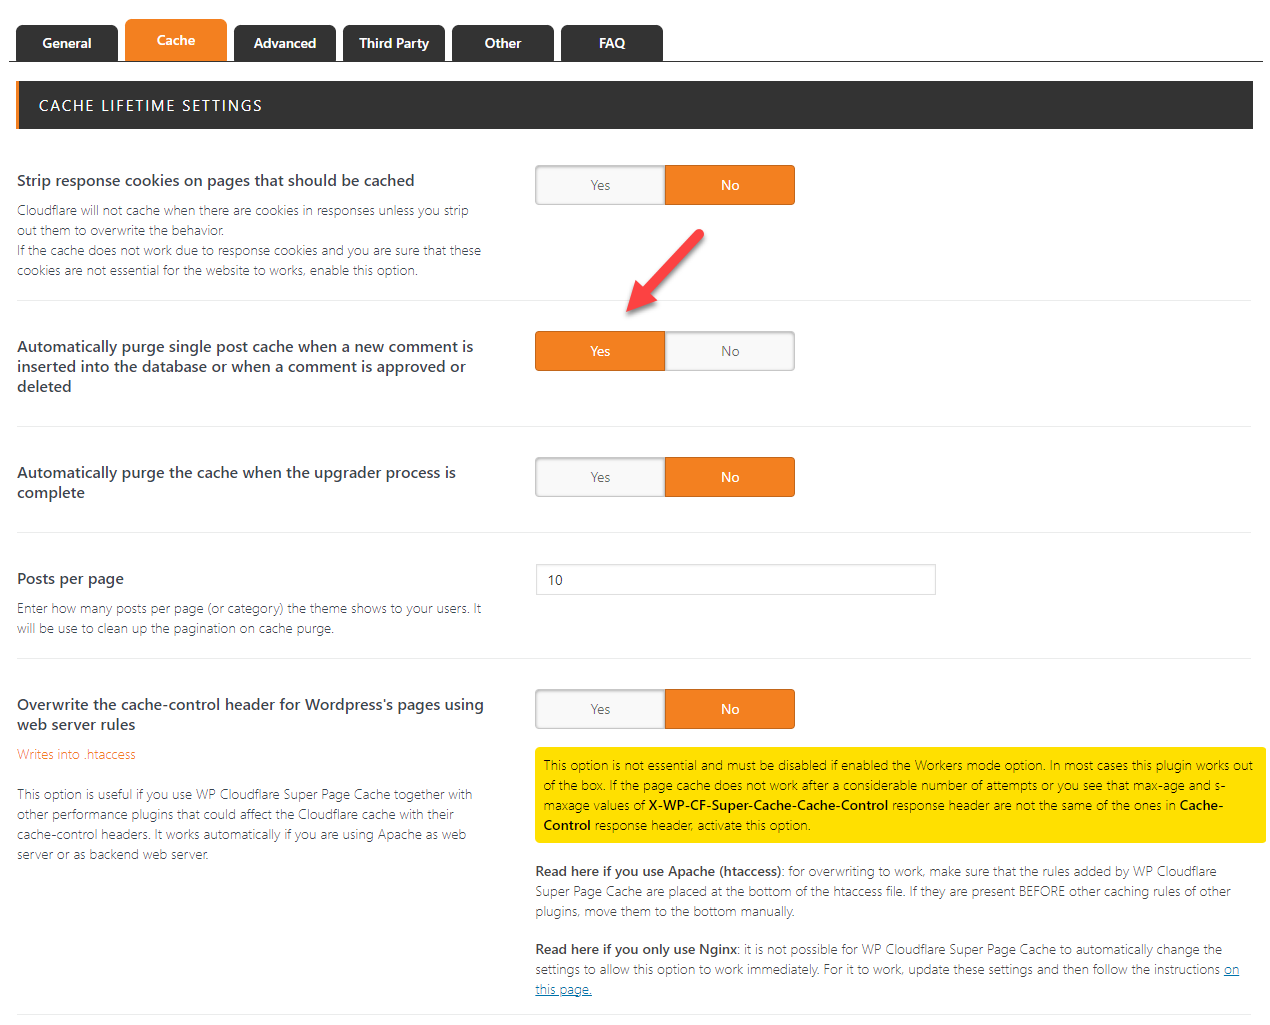 General
Cache
Advanced
Third Party
Other
FAQ
CACHE LIFETIME SETTINGS
Strip response cookies on pages that should be cached
Cloudflare will not cache when there are cookies in responses unless you strip
out them to overwrite the behavior.
If the cache does not work due to response cookies and you are sure that these
cookies are not essential for the website to works, enable this option.
Yes
No
Automatically purge single post cache when a new comment is
inserted into the database or when a comment is approved or
deleted
Yes
No
Automatically purge the cache when the upgrader process is
complete
Yes
No
Posts per page
Enter how many posts per page (or category) the theme shows to your users. It
will be use to clean up the pagination on cache purge.
10
Overwrite the cache-control header for Wordpress's pages using
web server rules
Writes into .htaccess
This option is useful if you use WP Cloudflare Super Page Cache together with
other performance plugins that could affect the Cloudflare cache with their
cache-control headers. It works automatically if you are using Apache as web
server or as backend web server.
Yes
No
This option is not essential and must be disabled if enabled the Workers mode option. In most cases this plugin works out
of the box. If the page cache does not work after a considerable number of attempts or you see that max-age and s-
maxage values of X-WP-CF-Super-Cache-Cache-Control response header are not the same of the ones in Cache-
Control response header, activate this option.
Read here if you use Apache (htaccess): for overwriting to work, make sure that the rules added by WP Cloudflare
Super Page Cache are placed at the bottom of the htaccess file. If they are present BEFORE other caching rules of other
plugins, move them to the bottom manually.
Read here if you only use Nginx: it is not possible for WP Cloudflare Super Page Cache to automatically change the
settings to allow this option to work immediately. For it to work, update these settings and then follow the instructions on
this page.